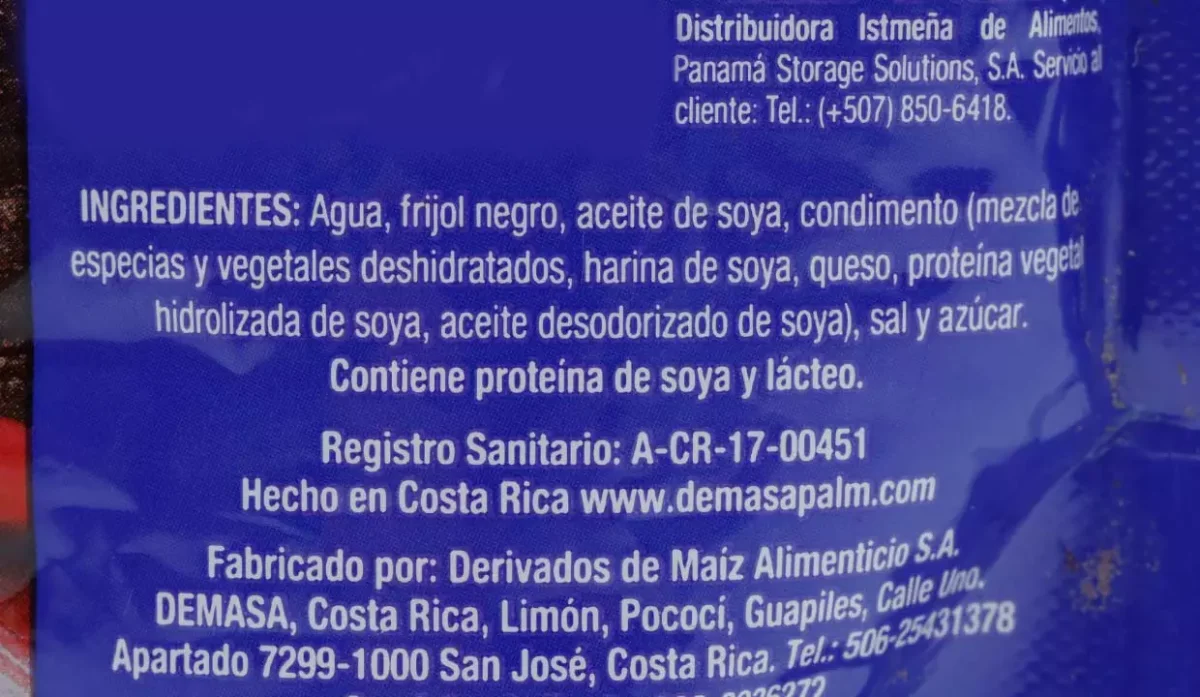 Distribuidora Istmeña de Alimentos,
Panamá Storage Solutions, S.A. Servicio al
cliente: Tel.: (+507) 850-6418.
INGREDIENTES: Agua, frijol negro, aceite de soya, condimento (mezcla de
especias y vegetales deshidratados, harina de soya, queso, proteína vegetal
hidrolizada de soya, aceite desodorizado de soya), sal y azúcar.
Contiene proteína de soya y lácteo.
Registro Sanitario: A-CR-17-00451
Hecho en Costa Rica www.demasapalm.com
Fabricado por: Derivados de Maíz Alimenticio S.A.
DEMASA, Costa Rica, Limón, Pococí, Guapiles, Calle Uno.
Apartado 7299-1000 San José, Costa Rica. Tel.: 506-25431378